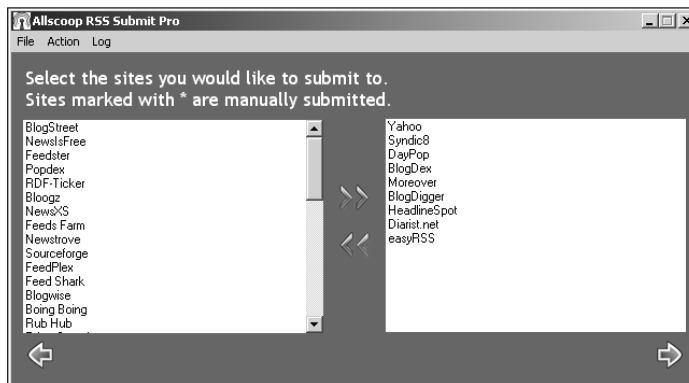 Allscoop RSS Submit Pro
File Action Log
Select the sites you would like to submit to.
Sites marked with * are manually submitted.
BlogStreet
NewsIsFree
Feedster
Popdex
RDF-Ticker
Bloogz
NewsXS
Feeds Farm
Newstrove
Sourceforge
FeedPlex
Feed Shark
Blogwise
Boing Boing
Rub Hub
Yahoo
Syndic8
DayPop
BlogDex
Moreover
BlogDigger
HeadlineSpot
Diarist.net
easyRSS